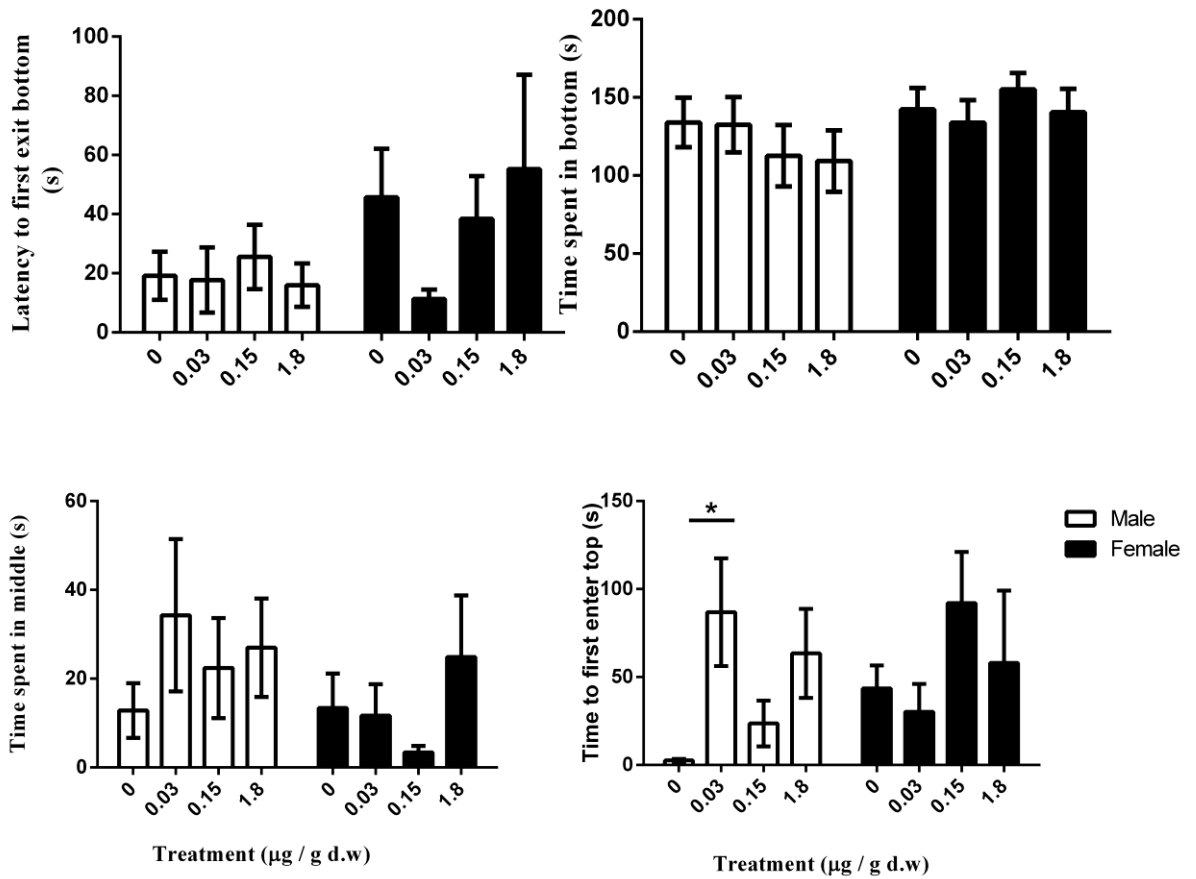 Latency to first exit bottom
(s)
100
80
60
40
20
0
0 0.03 0.15 1.8 0 0.03 0.15 1.8
Time spent in bottom (s)
200
150
100
50
0
0 0.03 0.15 1.8 0 0.03 0.15 1.8
Time spent in middle (s)
60
40
20
0
0 0.03 0.15 1.8 0 0.03 0.15 1.8
Treatment (μg / g d.w)
Time to first enter top (s)
150
100
50
0
*
0 0.03 0.15 1.8 0 0.03 0.15 1.8
Treatment (μg / g d.w)
Male
Female